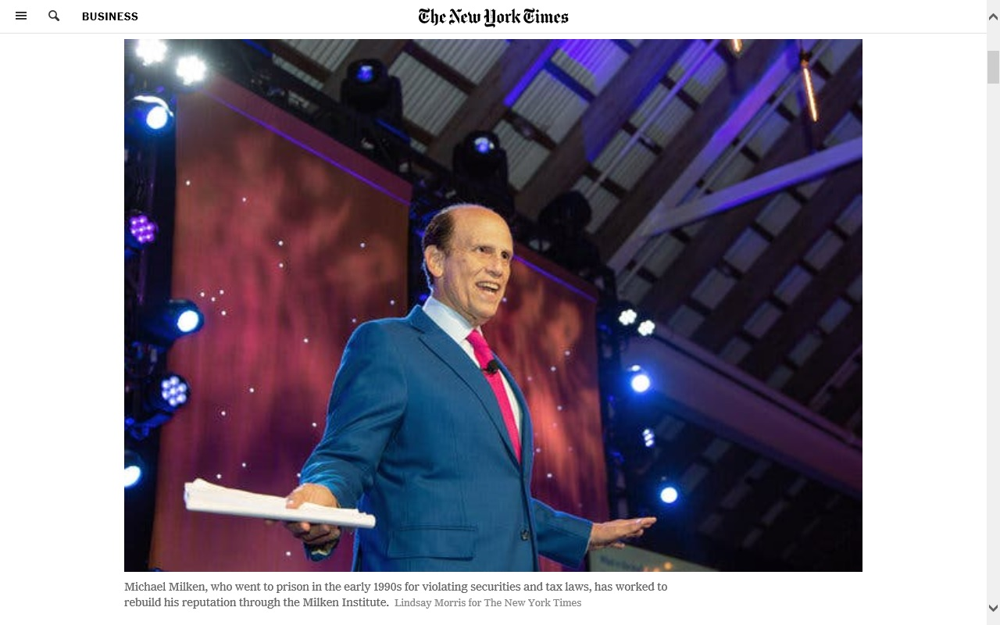 BUSINESS
The New York Times
Michael Milken, who went to prison in the early 1990s for violating securities and tax laws, has worked to
rebuild his reputation through the Milken Institute. Lindsay Morris for The New York Times